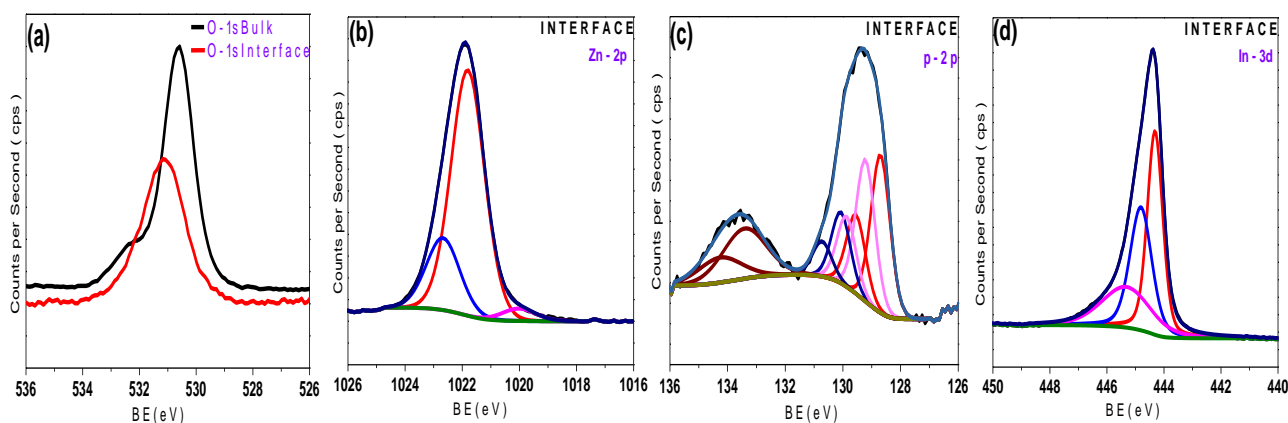 (a)
O-1sBulk
O-1sInterface
Counts per Second ( cps )
536 534 532 530 528 526
BE(eV)
(b)
INTERFACE
Zn-2p
Counts per Second ( cps )
1026 1024 1022 1020 1018 1016
BE(eV)
(c)
INTERFACE
p-2p
Counts per Second ( cps )
136 134 132 130 128 126
BE(eV)
(d)
INTERFACE
In-3d
Counts per Second ( cps )
450 448 446 444 442 440
BE(eV)